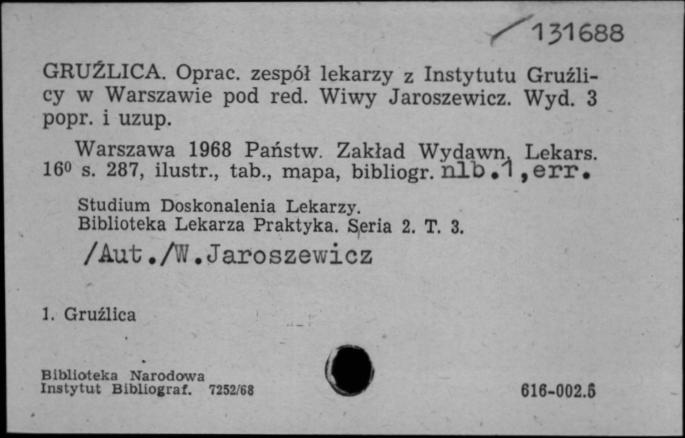 131688
GRUŹLICA. Oprac. zespół lekarzy z Instytutu Gruźli-
cy w Warszawie pod red. Wiwy Jaroszewicz. Wyd. 3
popr. i uzup.
Warszawa 1968 Państw. Zakład Wydawn. Lekars.
16⁰ s. 287, ilustr., tab., mapa, bibliogr. nlb.1,err.
Studium Doskonalenia Lekarzy.
Biblioteka Lekarza Praktyka. Seria 2. T. 3.
/Aut./W.Jaroszewicz
1. Gruźlica
Biblioteka Narodowa
Instytut Bibliograf. 7252/68
616-002.5